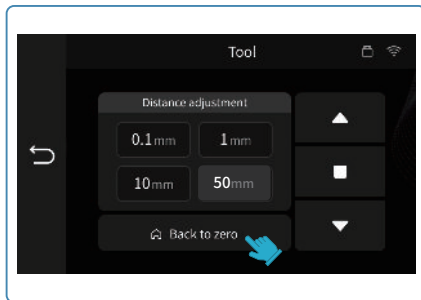 Tool
Distance adjustment
0.1mm 1mm
10mm 50mm
Back to zero